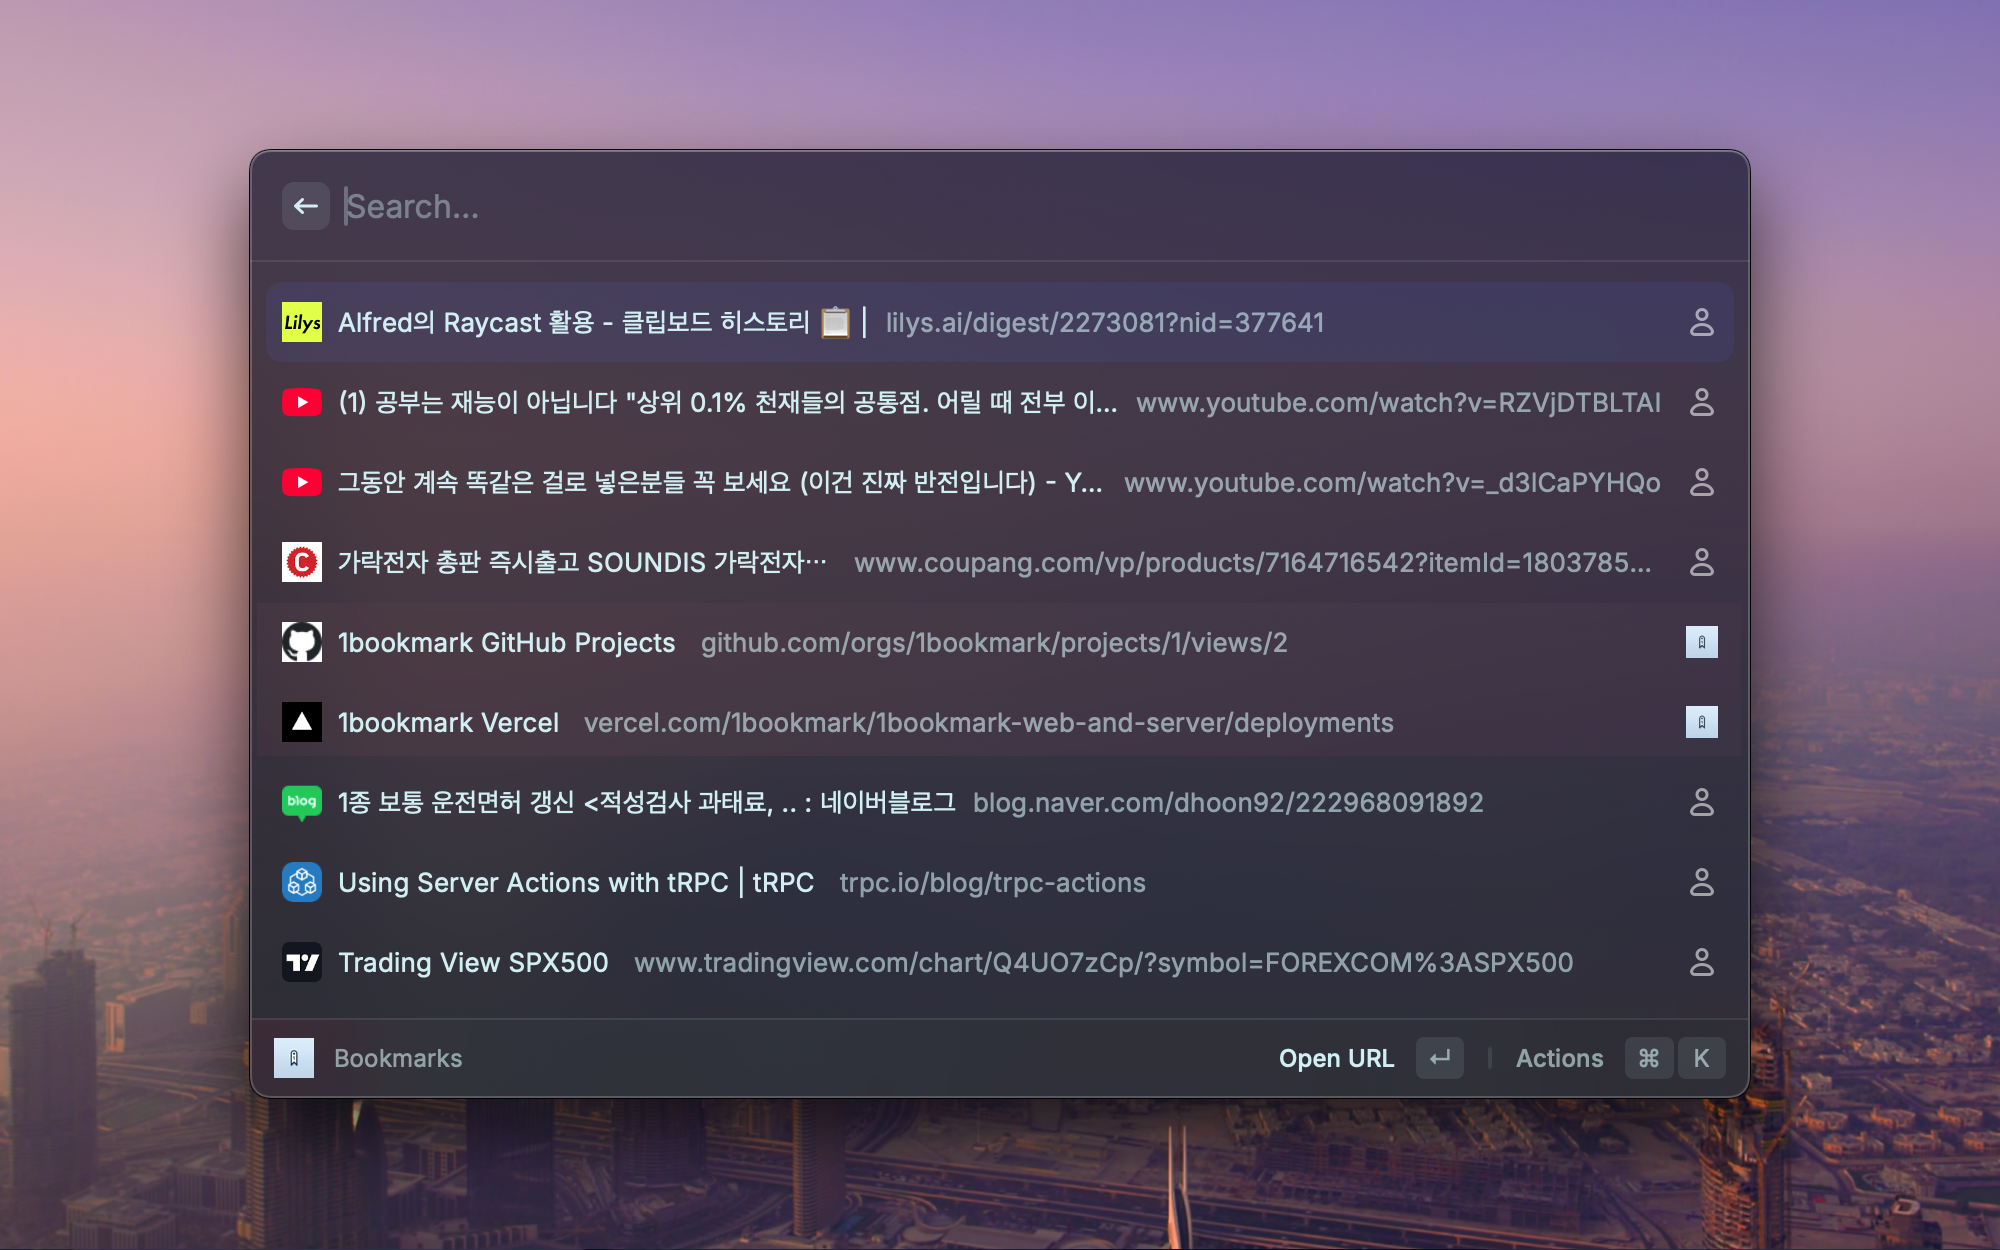 Search...
Lilys Alfred의 Raycast 활용 - 클립보드 히스토리 📋 | lilys.ai/digest/2273081?nid=377641
(1) 공부는 재능이 아닙니다 "상위 0.1% 천재들의 공통점. 어릴 때 전부 이... www.youtube.com/watch?v=RZVjDTBLTAI
그동안 계속 똑같은 걸로 넣은분들 꼭 보세요 (이건 진짜 반전입니다) - Y... www.youtube.com/watch?v=_d3lCaPYHQo
C 가락전자 총판 즉시출고 SOUNDIS 가락전자… www.coupang.com/vp/products/7164716542?itemId=1803785...
1bookmark GitHub Projects github.com/orgs/1bookmark/projects/1/views/2
1bookmark Vercel vercel.com/1bookmark/1bookmark-web-and-server/deployments
blog 1종 보통 운전면허 갱신 <적성검사 과태료, .. : 네이버블로그 blog.naver.com/dhoon92/222968091892
Using Server Actions with tRPC | tRPC trpc.io/blog/trpc-actions
Trading View SPX500 www.tradingview.com/chart/Q4UO7zCp/?symbol=FOREXCOM%3ASPX500
Bookmarks Open URL ↵ Actions ⌘ K